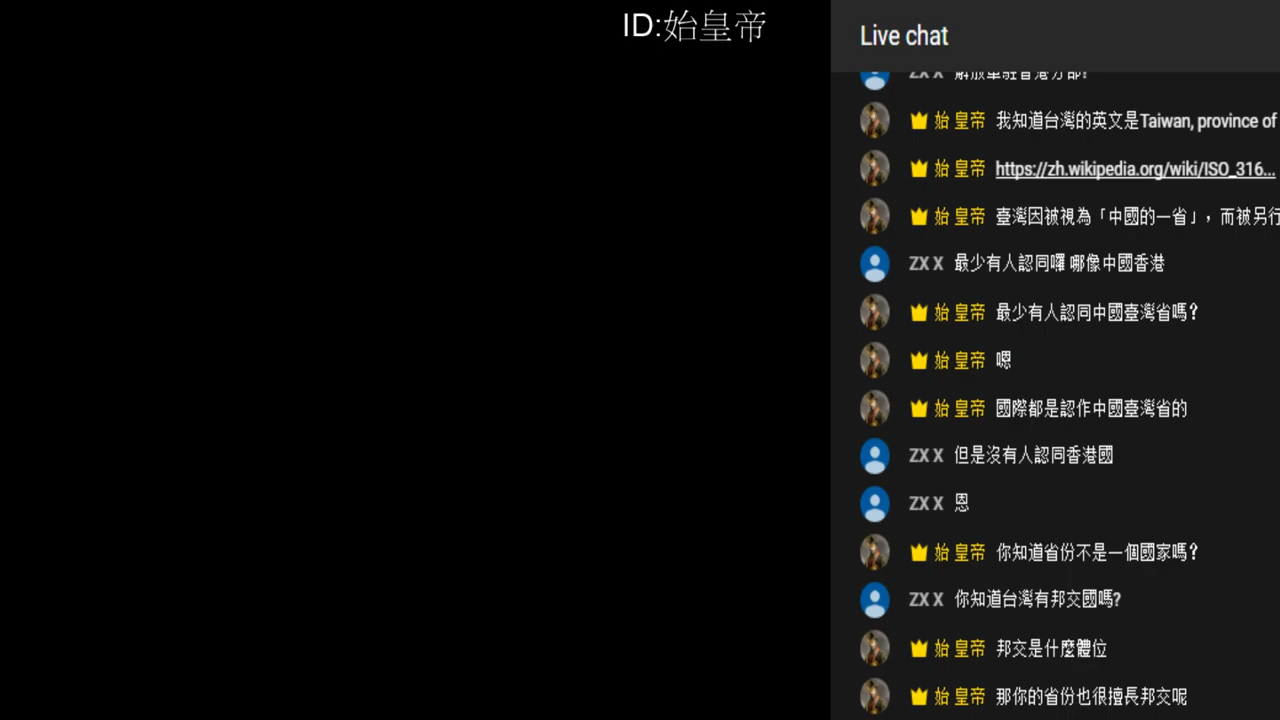 ID:始皇帝
Live chat
ZX X
始 皇帝 我知道台灣的英文是Taiwan, province of
始 皇帝 https://zh.wikipedia.org/wiki/ISO_316...
始 皇帝 臺灣因被視為「中國的一省」，而被另行
ZX X 最少有人認同囉 哪像中國香港
始 皇帝 最少有人認同中國臺灣省嗎?
始 皇帝 嗯
始 皇帝 國際都是認作中國臺灣省的
ZX X 但是沒有人認同香港國
ZX X 恩
始 皇帝 你知道省份不是一個國家嗎?
ZX X 你知道台灣有邦交國嗎?
始 皇帝 邦交是什麼體位
始 皇帝 那你的省份也很擅長邦交呢